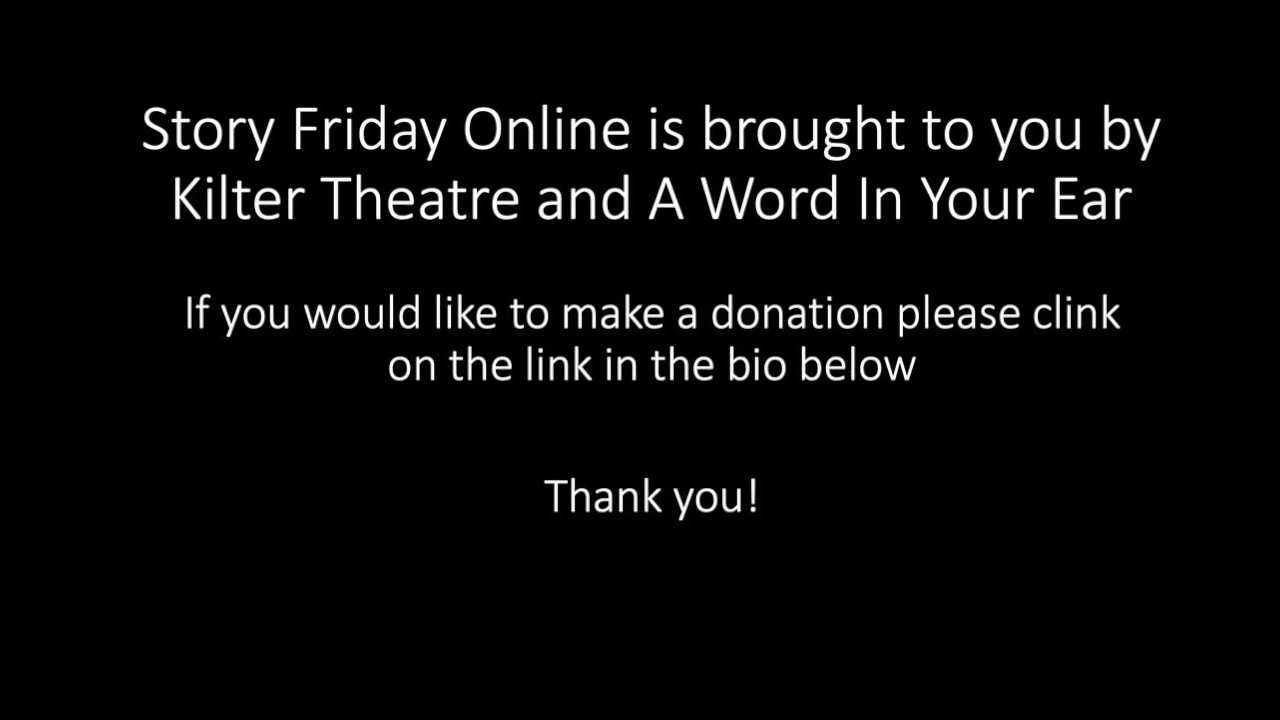 Story Friday Online is brought to you by
Kilter Theatre and A Word In Your Ear
If you would like to make a donation please clink
on the link in the bio below
Thank you!